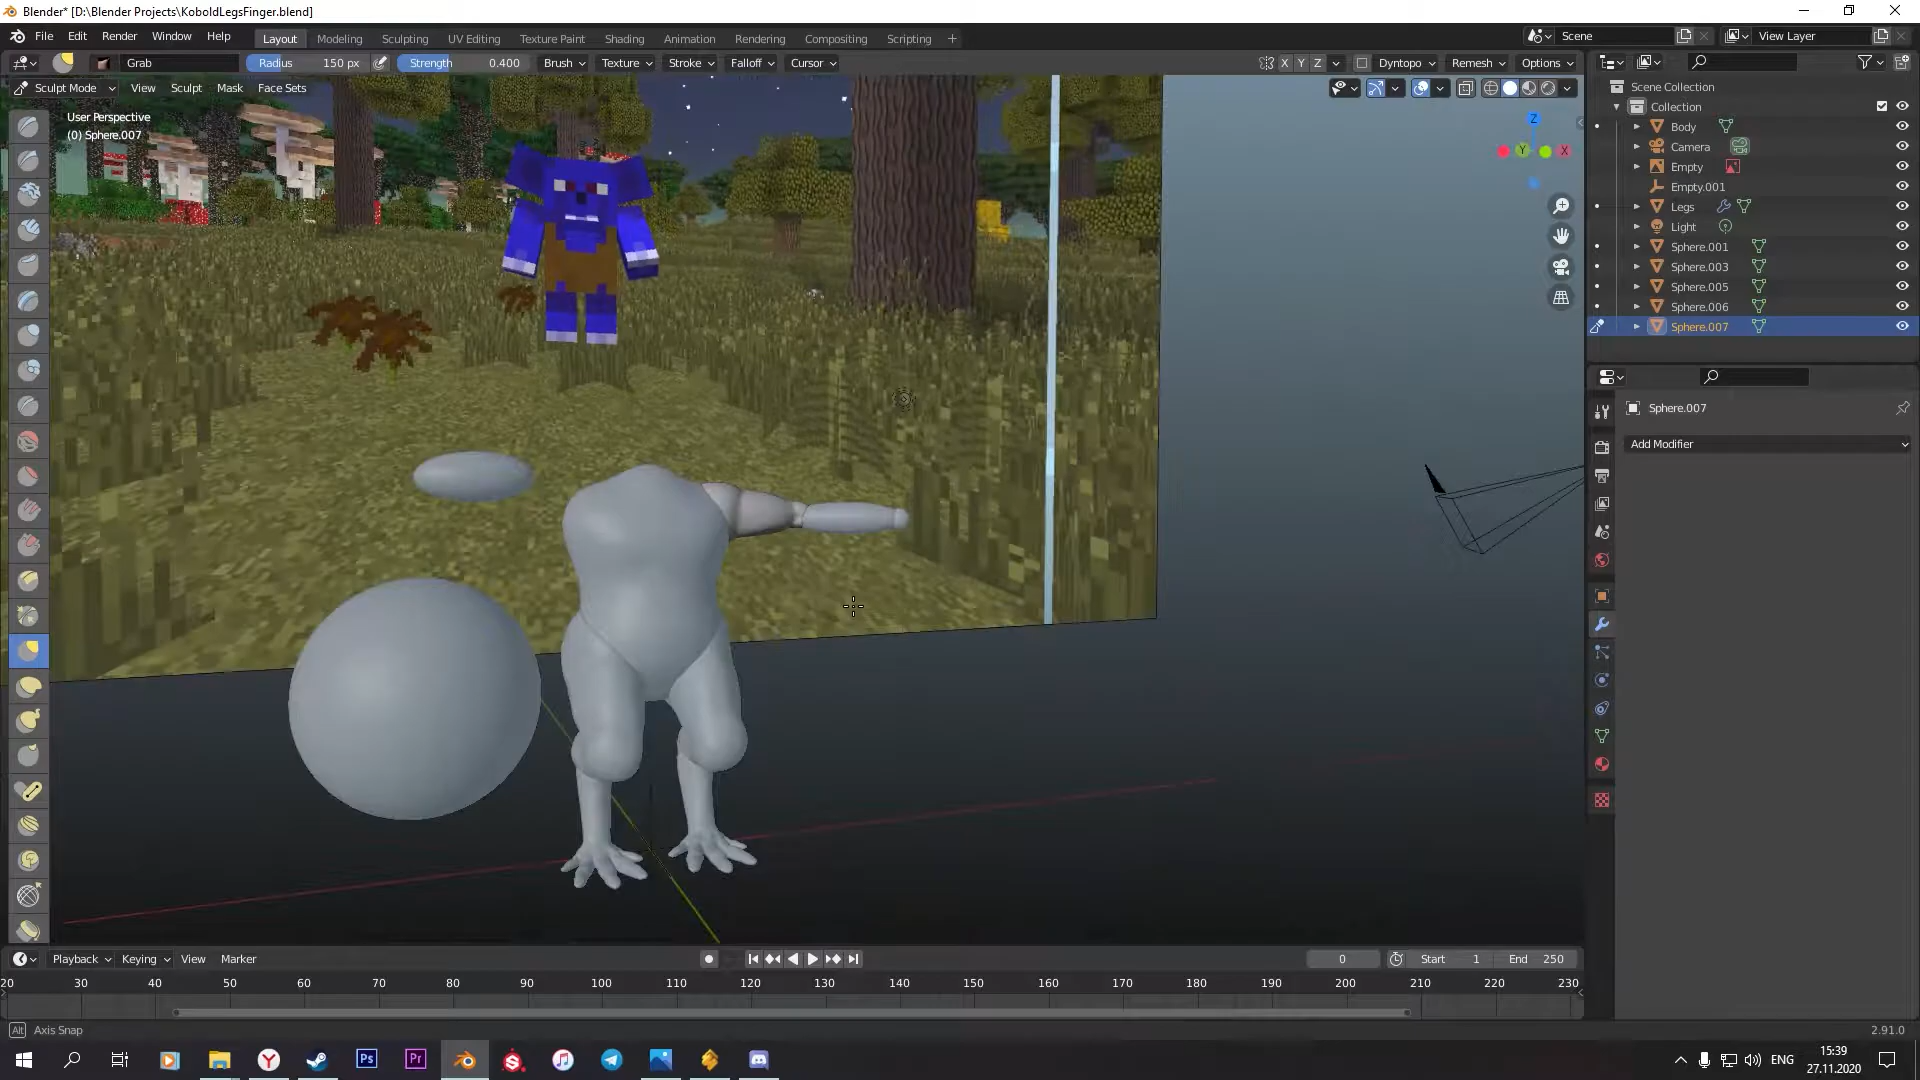 Blender* [D:\Blender Projects\KoboldLegsFinger.blend]
File Edit Render Window Help Layout Modeling Sculpting UV Editing Texture Paint Shading Animation Rendering Compositing Scripting + Scene View Layer
Grab Radius 150 px Strength 0.400 Brush Texture Stroke Falloff Cursor X Y Z Dyntopo Remesh Options
Sculpt Mode View Sculpt Mask Face Sets
User Perspective
(0) Sphere.007
Z
Y X
Scene Collection
Collection
Body
Camera
Empty
Empty.001
Legs
Light
Sphere.001
Sphere.003
Sphere.005
Sphere.006
Sphere.007
Sphere.007
Add Modifier
Playback Keying View Marker 0 Start 1 End 250
20 30 40 50 60 70 80 90 100 110 120 130 140 150 160 170 180 190 200 210 220 230
Alt Axis Snap 2.91.0
Ps Pr ENG 15:39
27.11.2020